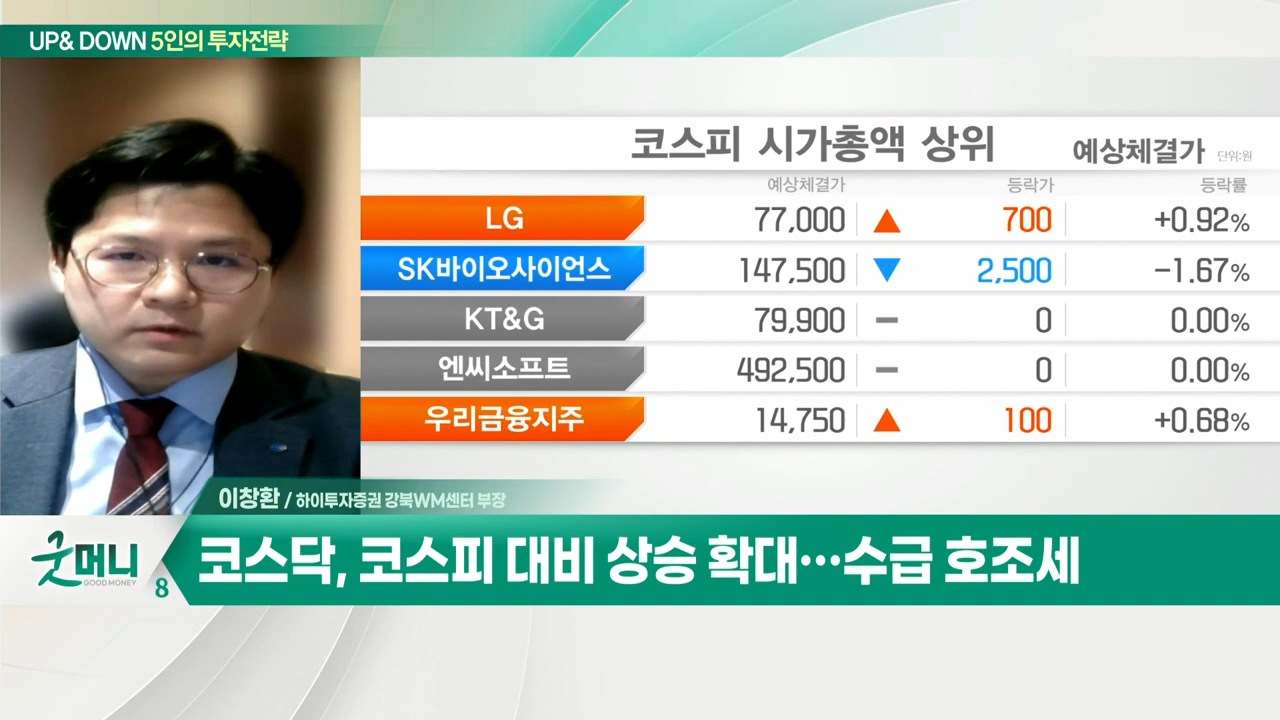 UP& DOWN 5인의 투자전략
코스피 시가총액 상위 예상체결가 단위:원
예상체결가 등락가 등락률
LG 77,000 ▲ 700 +0.92%
SK바이오사이언스 147,500 ▼ 2,500 -1.67%
KT&G 79,900 - 0 0.00%
엔씨소프트 492,500 - 0 0.00%
우리금융지주 14,750 ▲ 100 +0.68%
이창환 / 하이투자증권 강북WM센터 부장
굿머니
GOOD MONEY
8
코스닥, 코스피 대비 상승 확대…수급 호조세